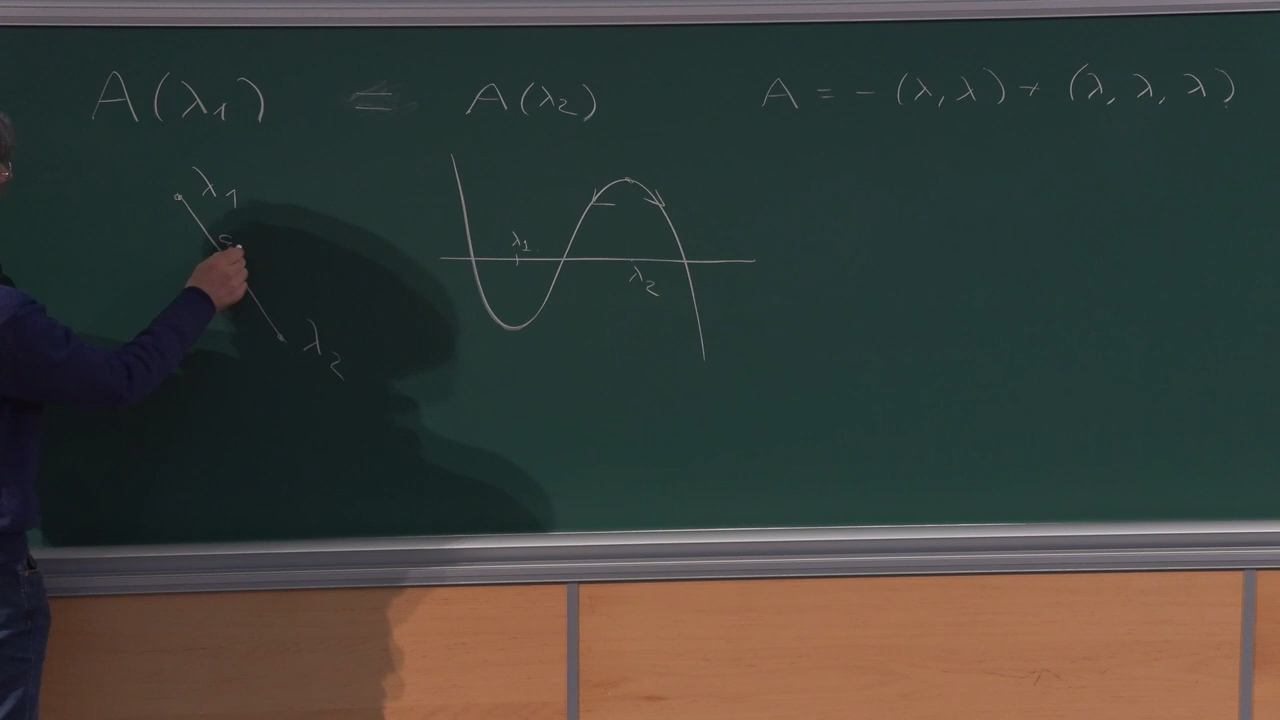 A(λ₁) = A(λ₂) A = - (λ, λ) + (λ, λ, λ)
λ₁
λ₁
λ₂
λ₂